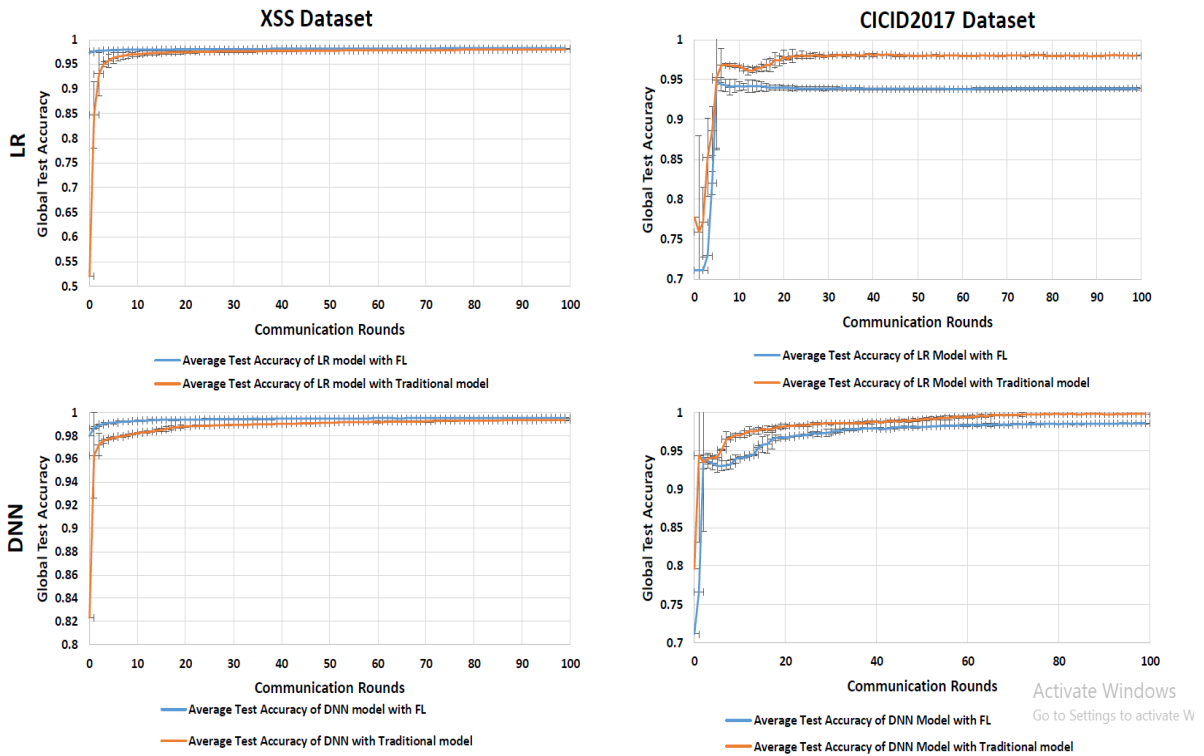 XSS Dataset
CICID2017 Dataset
LR
Global Test Accuracy
1
0.95
0.9
0.85
0.8
0.75
0.7
0.65
0.6
0.55
0.5
0 10 20 30 40 50 60 70 80 90 100
Communication Rounds
Average Test Accuracy of LR model with FL
Average Test Accuracy of LR model with Traditional model
Global Test Accuracy
1
0.95
0.9
0.85
0.8
0.75
0.7
0 10 20 30 40 50 60 70 80 90 100
Communication Rounds
Average Test Accuracy of LR Model with FL
Average Test Accuracy of LR Model with Traditional model
DNN
Global Test Accuracy
1
0.98
0.96
0.94
0.92
0.9
0.88
0.86
0.84
0.82
0.8
0 10 20 30 40 50 60 70 80 90 100
Communication Rounds
Average Test Accuracy of DNN model with FL
Average Test Accuracy of DNN with Traditional model
Global Test Accuracy
1
0.95
0.9
0.85
0.8
0.75
0.7
0 20 40 60 80 100
Communication Rounds
Average Test Accuracy of DNN Model with FL
Average Test Accuracy of DNN Model with Traditional model
Activate Windows
Go to Settings to activate W